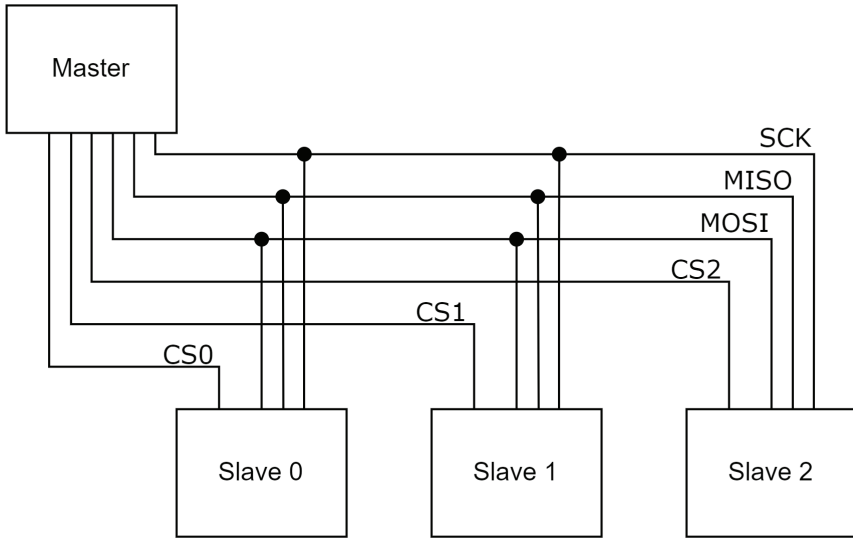 Master
SCK
MISO
MOSI
CS2
CS1
CS0
Slave 0
Slave 1
Slave 2